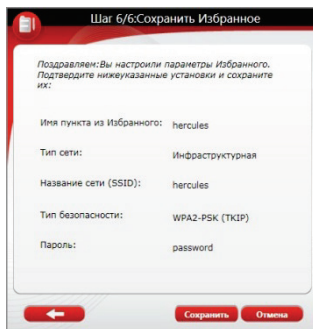 Шаг 6/6:Сохранить Избранное
Поздравляем:Вы настроили параметры Избранного.
Подтвердите нижеуказанные установки и сохраните
их:
Имя пункта из Избранного: hercules
Тип сети: Инфраструктурная
Название сети (SSID): hercules
Тип безопасности: WPA2-PSK (TKIP)
Пароль: password
Сохранить Отмена